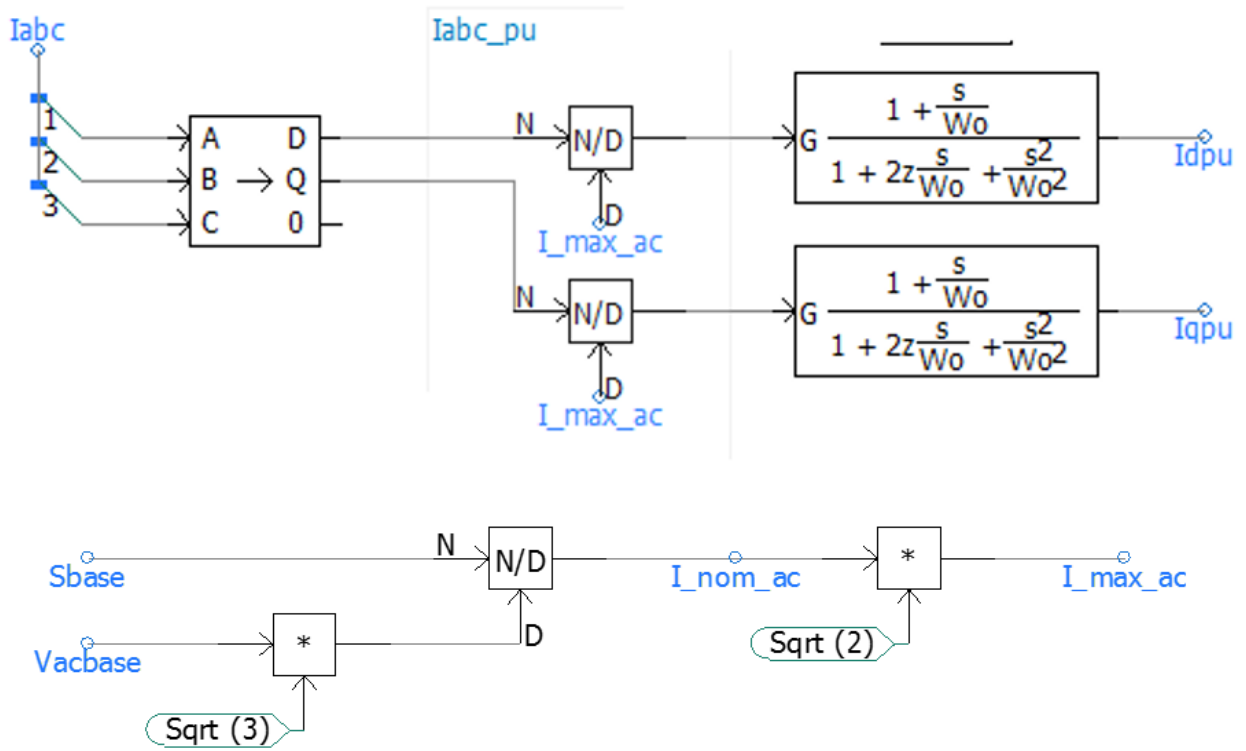 Iabc
Iabc_pu
1
2
3
A
B → Q
C
D
0
N
N/D
D
I_max_ac
G
1 + s/Wo
1 + 2z s/Wo + s2/Wo2
Idpu
N
N/D
D
I_max_ac
G
1 + s/Wo
1 + 2z s/Wo + s2/Wo2
Iqpu
Sbase
N
N/D
D
I_nom_ac
*
I_max_ac
Vacbase
*
Sqrt (2)
Sqrt (3)